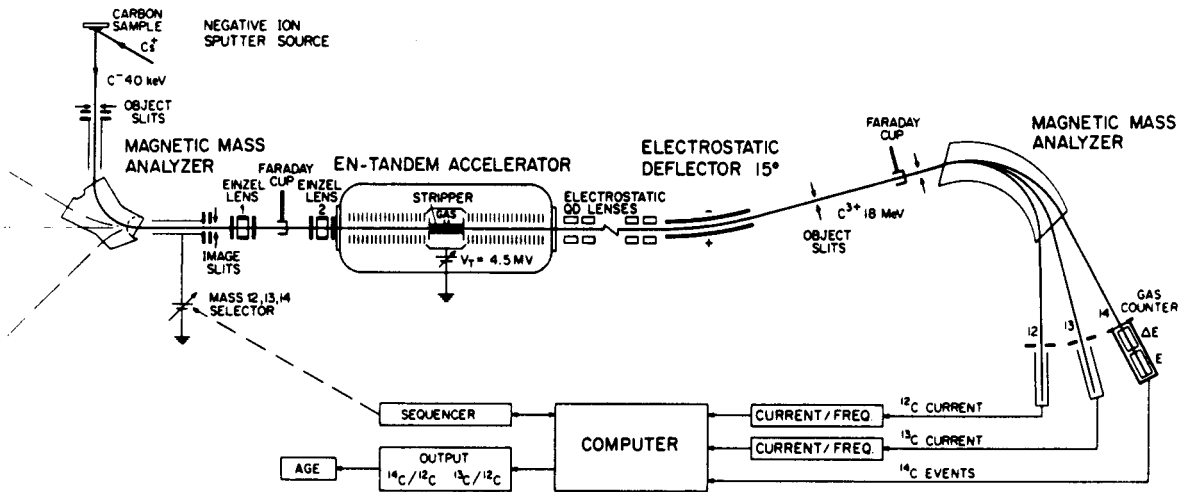 CARBON
SAMPLE
NEGATIVE ION
SPUTTER SOURCE
Cs+
C⁻ 40 keV
OBJECT
SLITS
MAGNETIC MASS
ANALYZER
EINZEL
LENS
1
FARADAY
CUP
EINZEL
LENS
2
IMAGE
SLITS
MASS 12,13,14
SELECTOR
EN-TANDEM ACCELERATOR
STRIPPER
GAS
V_T = 4.5 MV
ELECTROSTATIC
QD LENSES
ELECTROSTATIC
DEFLECTOR 15°
-
+
C³⁺ 18 MeV
OBJECT
SLITS
FARADAY
CUP
MAGNETIC MASS
ANALYZER
GAS
COUNTER
12
13
14
ΔE
E
SEQUENCER
COMPUTER
CURRENT/FREQ.
¹²C CURRENT
CURRENT/FREQ.
¹³C CURRENT
¹⁴C EVENTS
OUTPUT
¹⁴C/¹²C ¹³C/¹²C
AGE